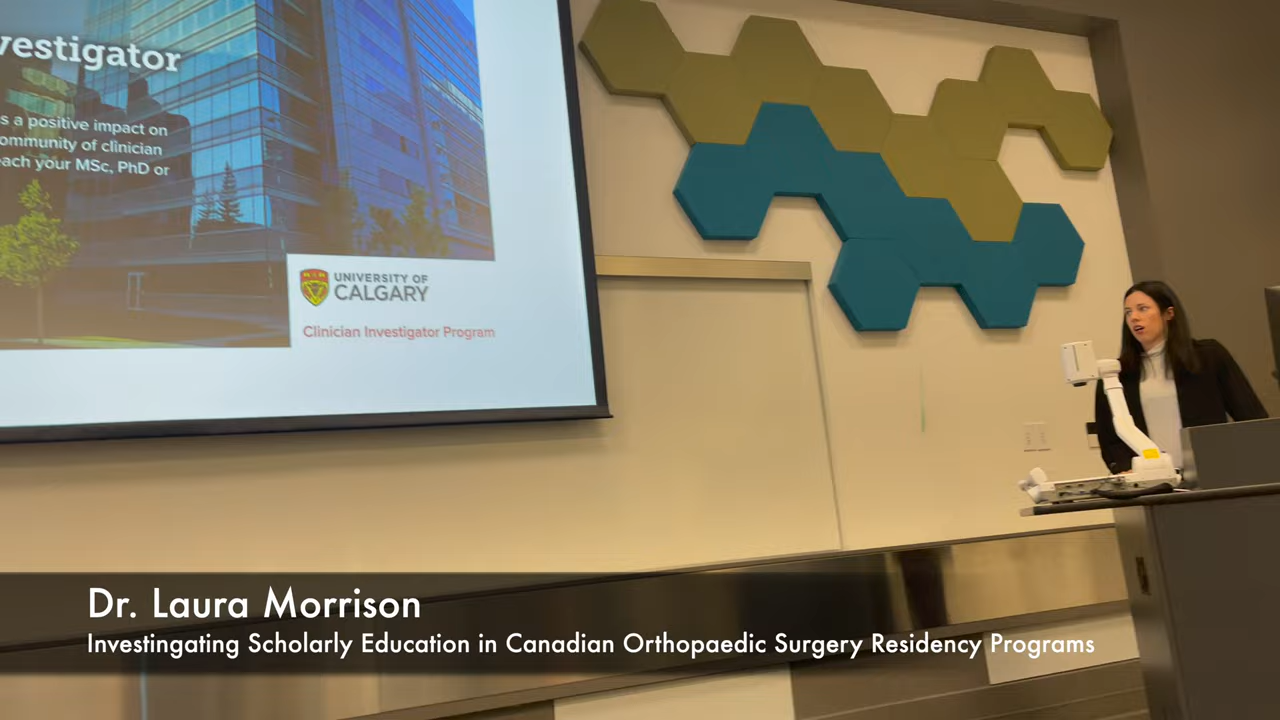 vestigator
s a positive impact on
ommunity of clinician
each your MSc, PhD or
UNIVERSITY OF
CALGARY
Clinician Investigator Program
Dr. Laura Morrison
Investingating Scholarly Education in Canadian Orthopaedic Surgery Residency Programs